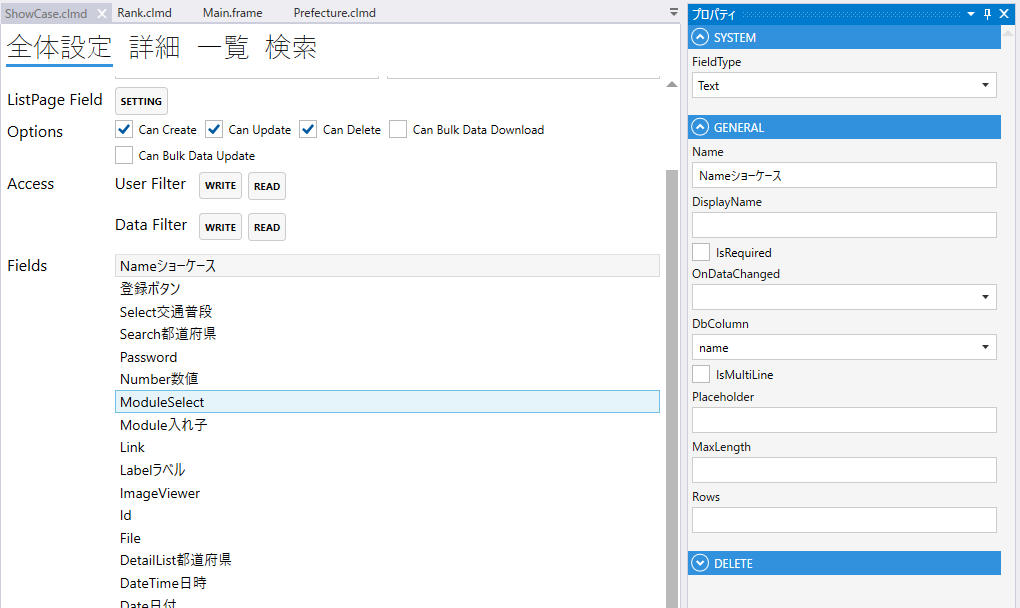 ShowCase.clmd Rank.clmd Main.frame Prefecture.clmd
全体設定 詳細 一覧 検索
ListPage Field SETTING
Options Can Create Can Update Can Delete Can Bulk Data Download
Can Bulk Data Update
Access User Filter WRITE READ
Data Filter WRITE READ
Fields Nameショーケース
登録ボタン
Select交通普段
Search都道府県
Password
Number数値
ModuleSelect
Module入れ子
Link
Labelラベル
ImageViewer
Id
File
DetailList都道府県
DateTime日時
Date日付
プロパティ
SYSTEM
FieldType
Text
GENERAL
Name
Nameショーケース
DisplayName
IsRequired
OnDataChanged
DbColumn
name
IsMultiLine
Placeholder
MaxLength
Rows
DELETE